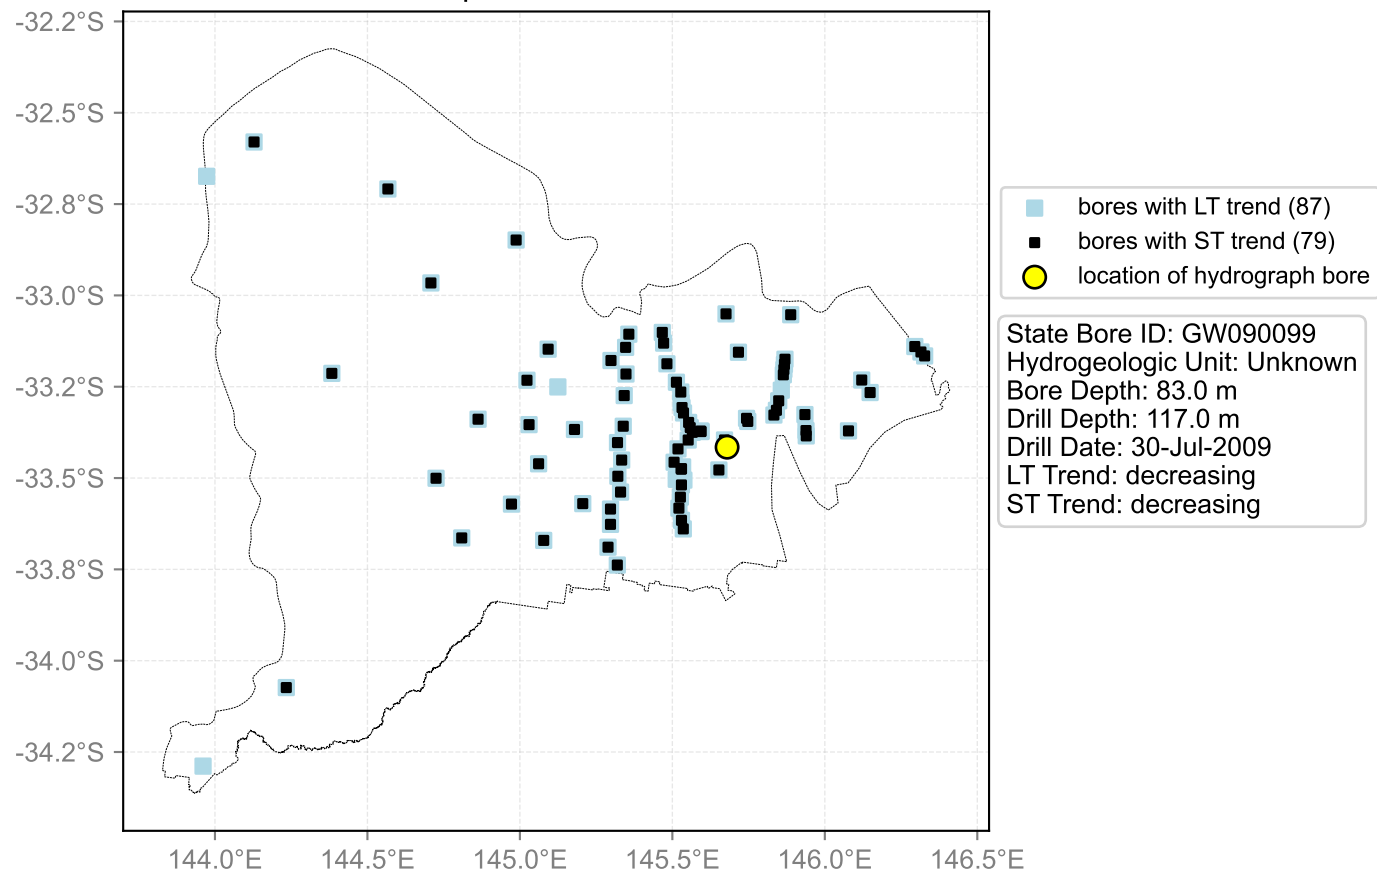 -32.2°S
-32.5°S
-32.8°S
-33.0°S
-33.2°S
-33.5°S
-33.8°S
-34.0°S
-34.2°S
144.0°E
144.5°E
145.0°E
145.5°E
146.0°E
146.5°E
bores with LT trend (87)
bores with ST trend (79)
location of hydrograph bore
State Bore ID: GW090099
Hydrogeologic Unit: Unknown
Bore Depth: 83.0 m
Drill Depth: 117.0 m
Drill Date: 30-Jul-2009
LT Trend: decreasing
ST Trend: decreasing